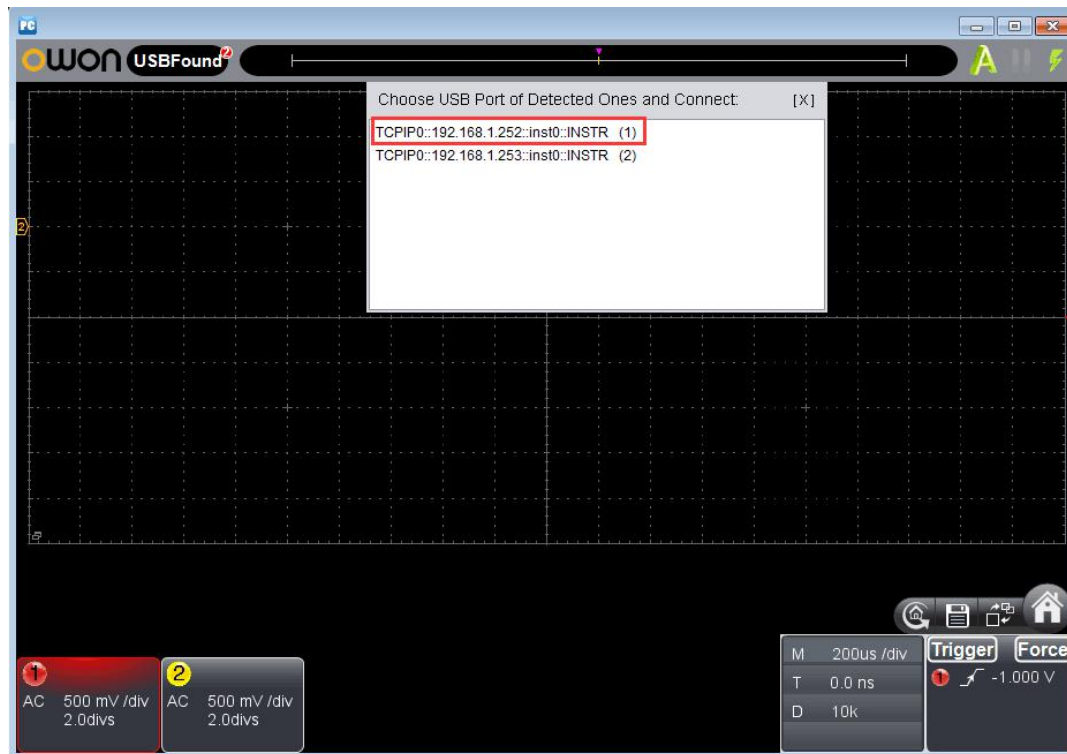 PC
owon USBFound 2
A
Choose USB Port of Detected Ones and Connect: [X]
TCPIP0::192.168.1.252::inst0::INSTR (1)
TCPIP0::192.168.1.253::inst0::INSTR (2)
2
M 200us /div
T 0.0 ns
D 10k
Trigger Force
1 -1.000 V
1
AC 500 mV /div
2.0divs
2
AC 500 mV /div
2.0divs